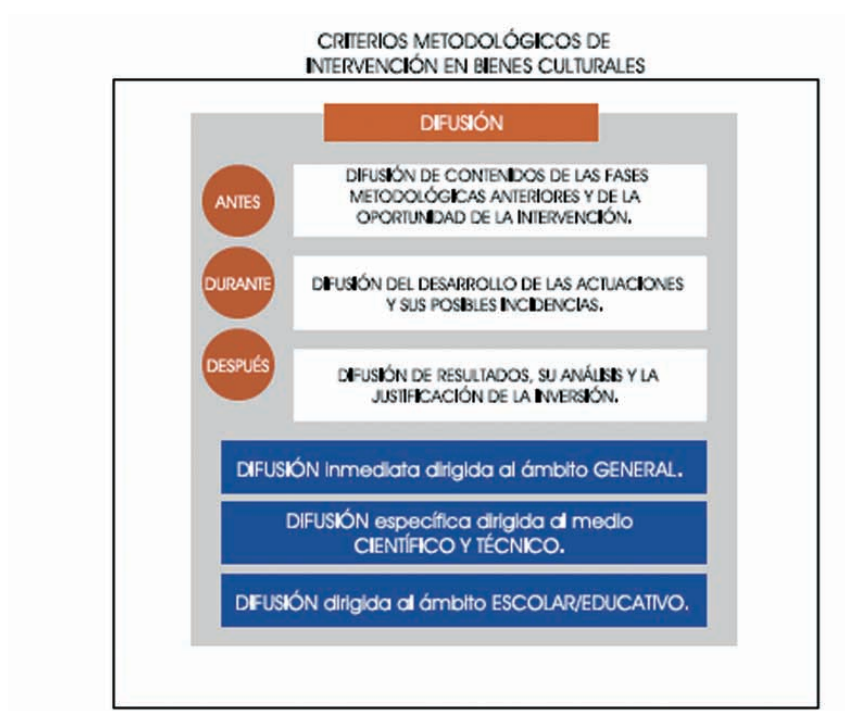 CRITERIOS METODOLÓGICOS DE
INTERVENCIÓN EN BIENES CULTURALES
DIFUSIÓN
ANTES
DIFUSIÓN DE CONTENIDOS DE LAS FASES
METODOLÓGICAS ANTERIORES Y DE LA
OPORTUNIDAD DE LA INTERVENCIÓN.
DURANTE
DIFUSIÓN DEL DESARROLLO DE LAS ACTUACIONES
Y SUS POSIBLES INCIDENCIAS.
DESPUÉS
DIFUSIÓN DE RESULTADOS, SU ANÁLISIS Y LA
JUSTIFICACIÓN DE LA INVERSIÓN.
DIFUSIÓN inmediata dirigida al ámbito GENERAL.
DIFUSIÓN específica dirigida al medio
CIENTÍFICO Y TÉCNICO.
DIFUSIÓN dirigida al ámbito ESCOLAR/EDUCATIVO.